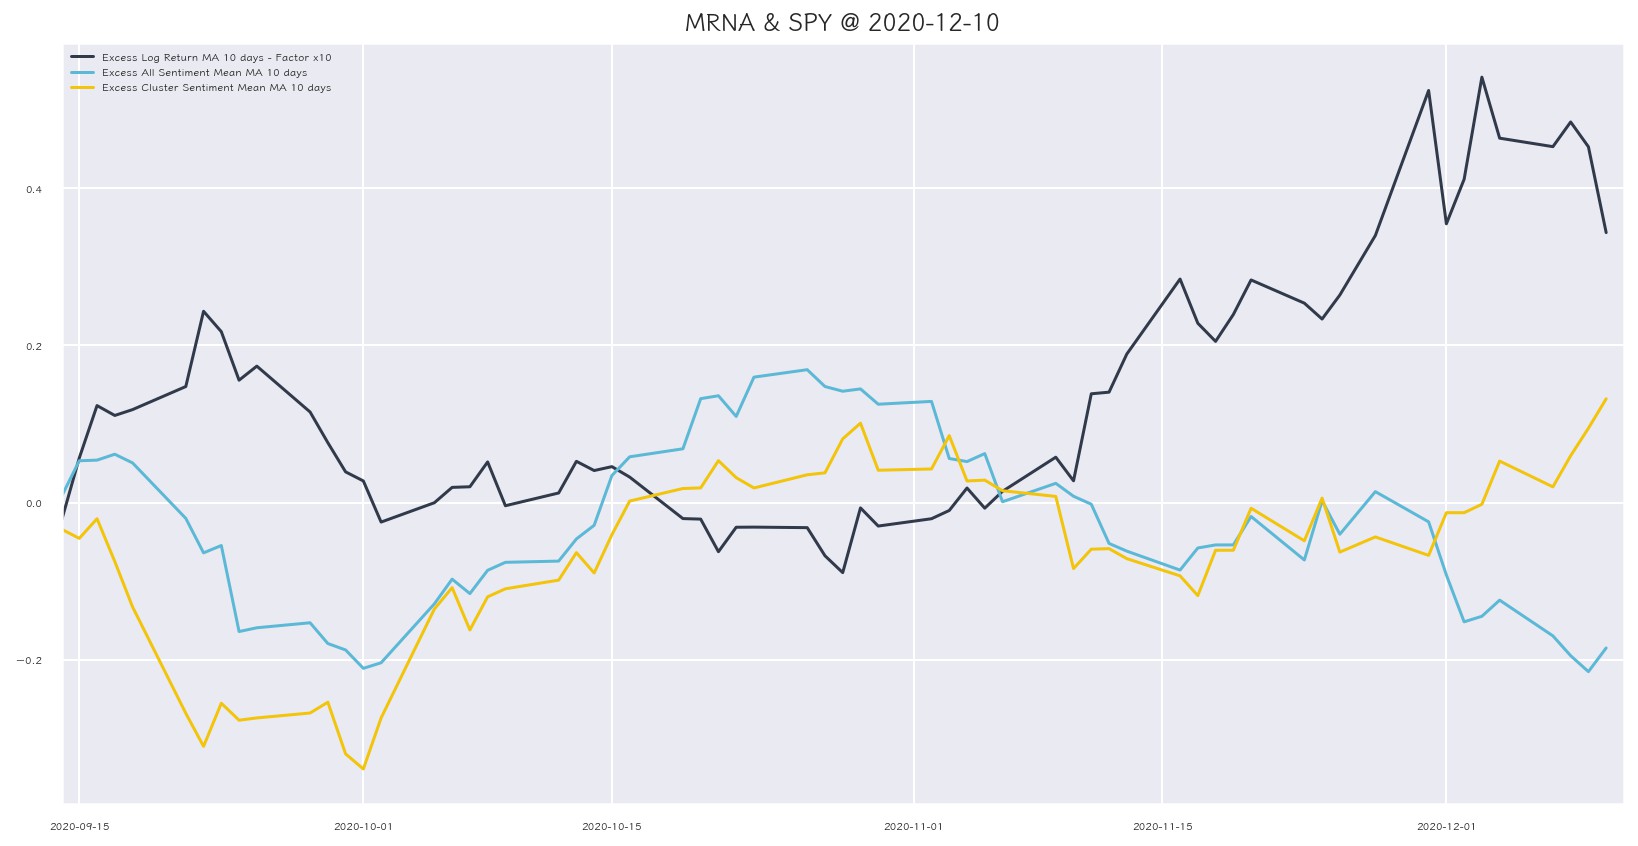 MRNA & SPY @ 2020-12-10
Excess Log Return MA 10 days - Factor x10
Excess All Sentiment Mean MA 10 days
Excess Cluster Sentiment Mean MA 10 days
0.4
0.2
0.0
−0.2
2020-09-15 2020-10-01 2020-10-15 2020-11-01 2020-11-15 2020-12-01